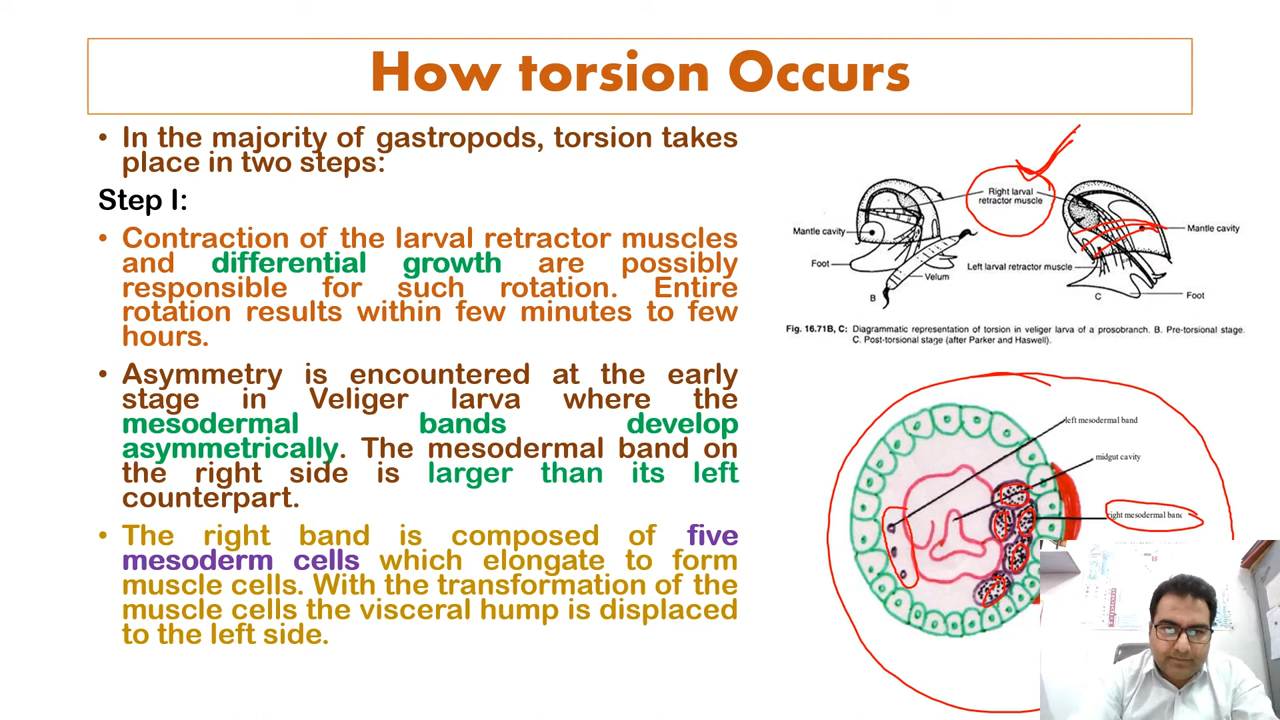 How torsion Occurs
• In the majority of gastropods, torsion takes
place in two steps:
Step I:
• Contraction of the larval retractor muscles
and differential growth are possibly
responsible for such rotation. Entire
rotation results within few minutes to few
hours.
• Asymmetry is encountered at the early
stage in Veliger larva where the
mesodermal bands develop
asymmetrically. The mesodermal band on
the right side is larger than its left
counterpart.
• The right band is composed of five
mesoderm cells which elongate to form
muscle cells. With the transformation of the
muscle cells the visceral hump is displaced
to the left side.
Right larval
retractor muscle
Mantle cavity
Mantle cavity
Foot
Left larval retractor muscle
Velum
B
C
Foot
Fig. 16.71B, C: Diagrammatic representation of torsion in veliger larva of a prosobranch. B. Pre-torsional stage.
C. Post-torsional stage (after Parker and Haswell).
left mesodermal band
midgut cavity
right mesodermal band